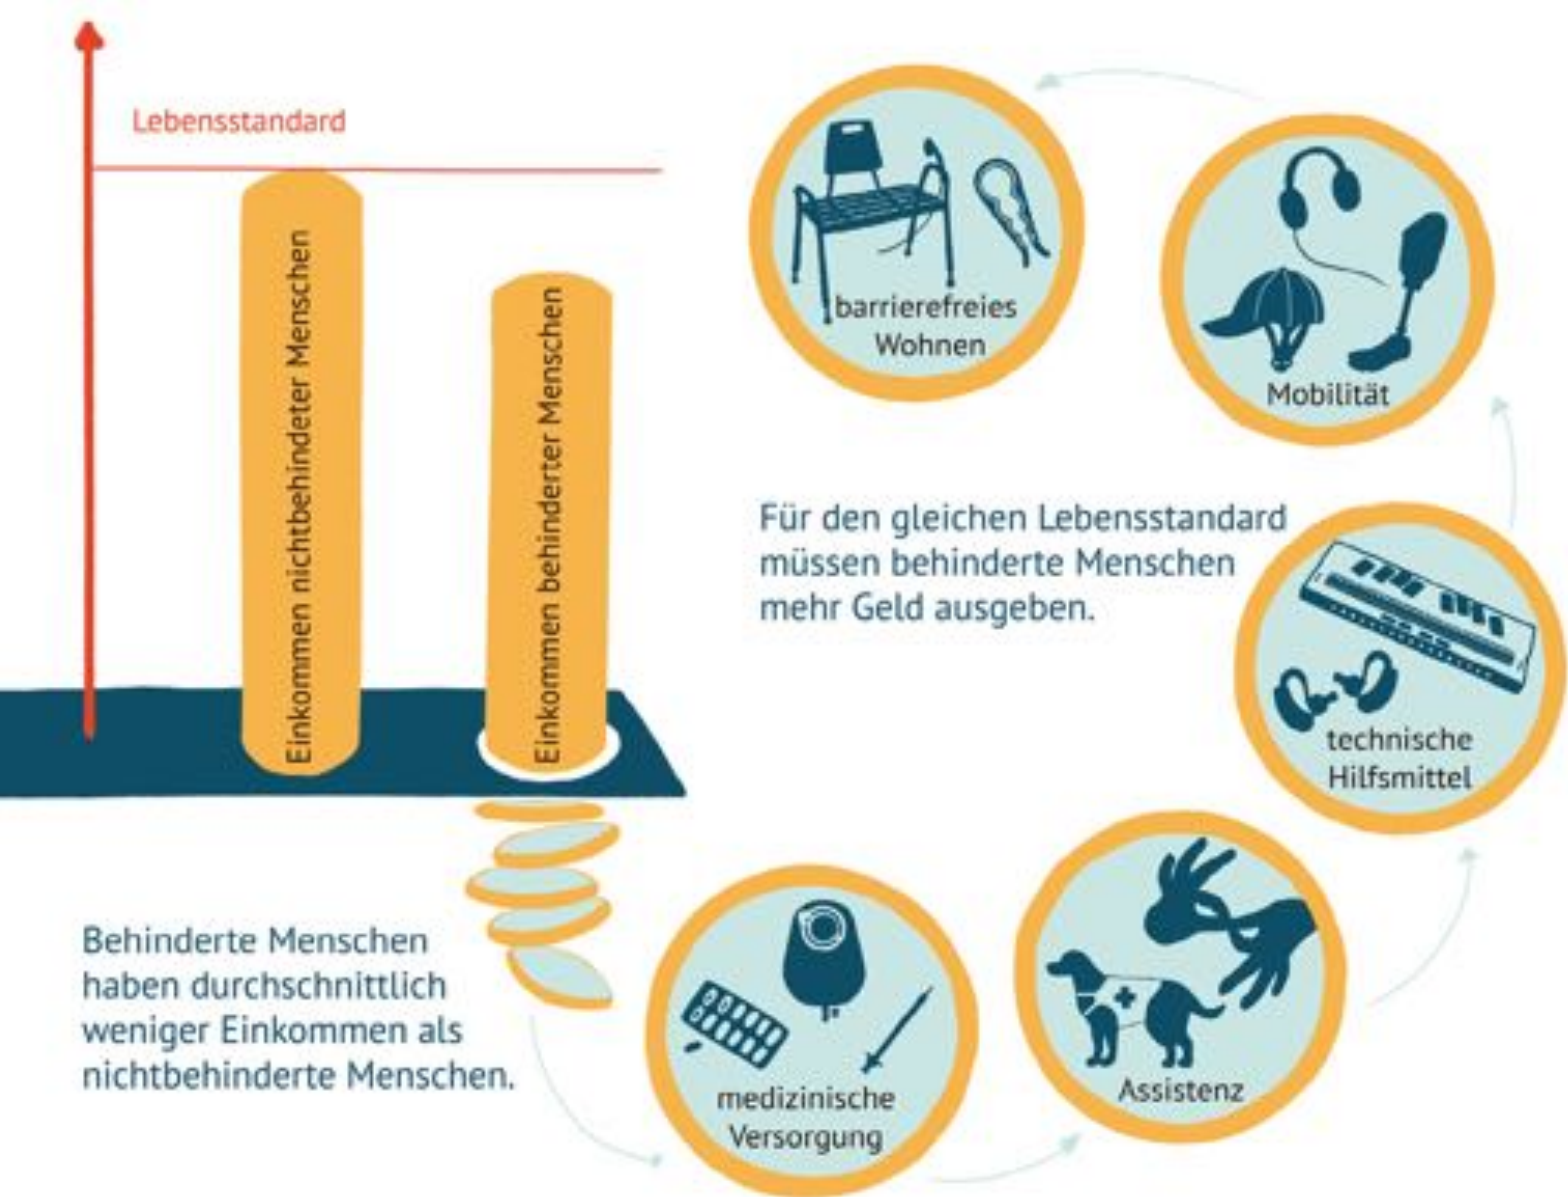 Lebensstandard
Einkommen nichtbehindeter Menschen
Einkommen behinderter Menschen
Behinderte Menschen
haben durchschnittlich
weniger Einkommen als
nichtbehinderte Menschen.
Für den gleichen Lebensstandard
müssen behinderte Menschen
mehr Geld ausgeben.
barrierefreies
Wohnen
Mobilität
technische
Hilfsmittel
Assistenz
medizinische
Versorgung